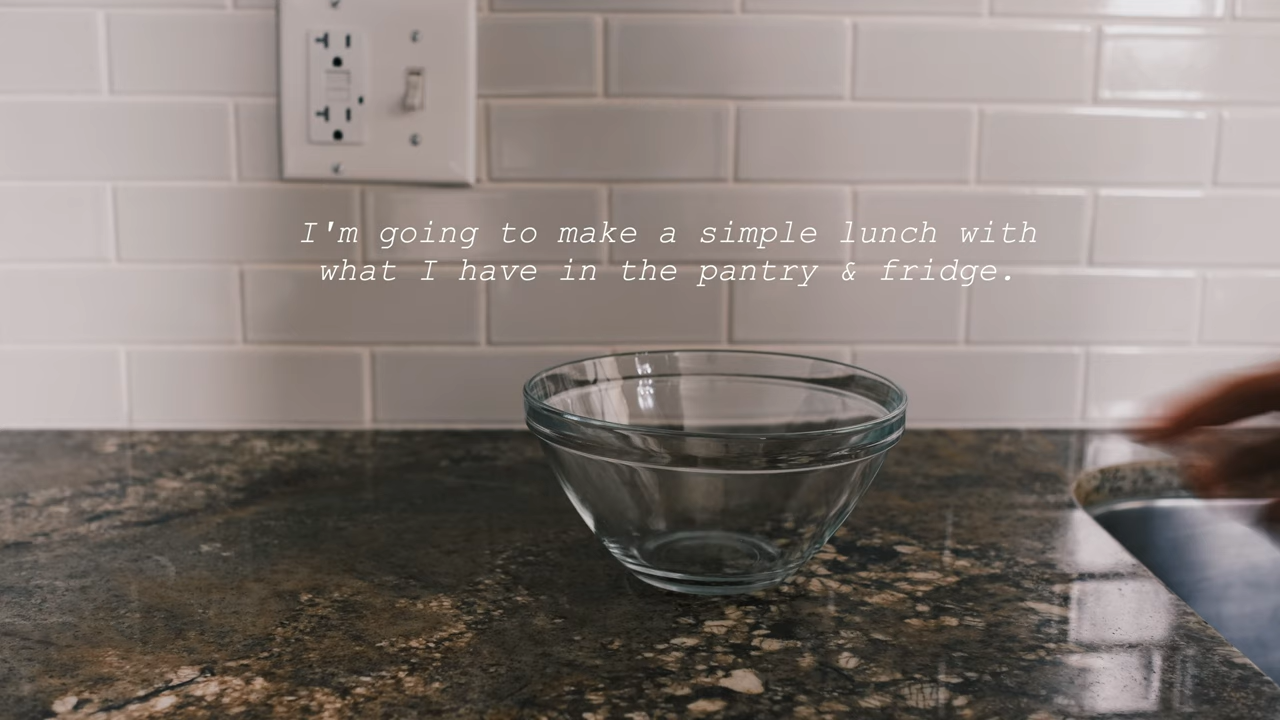 I'm going to make a simple lunch with
what I have in the pantry & fridge.